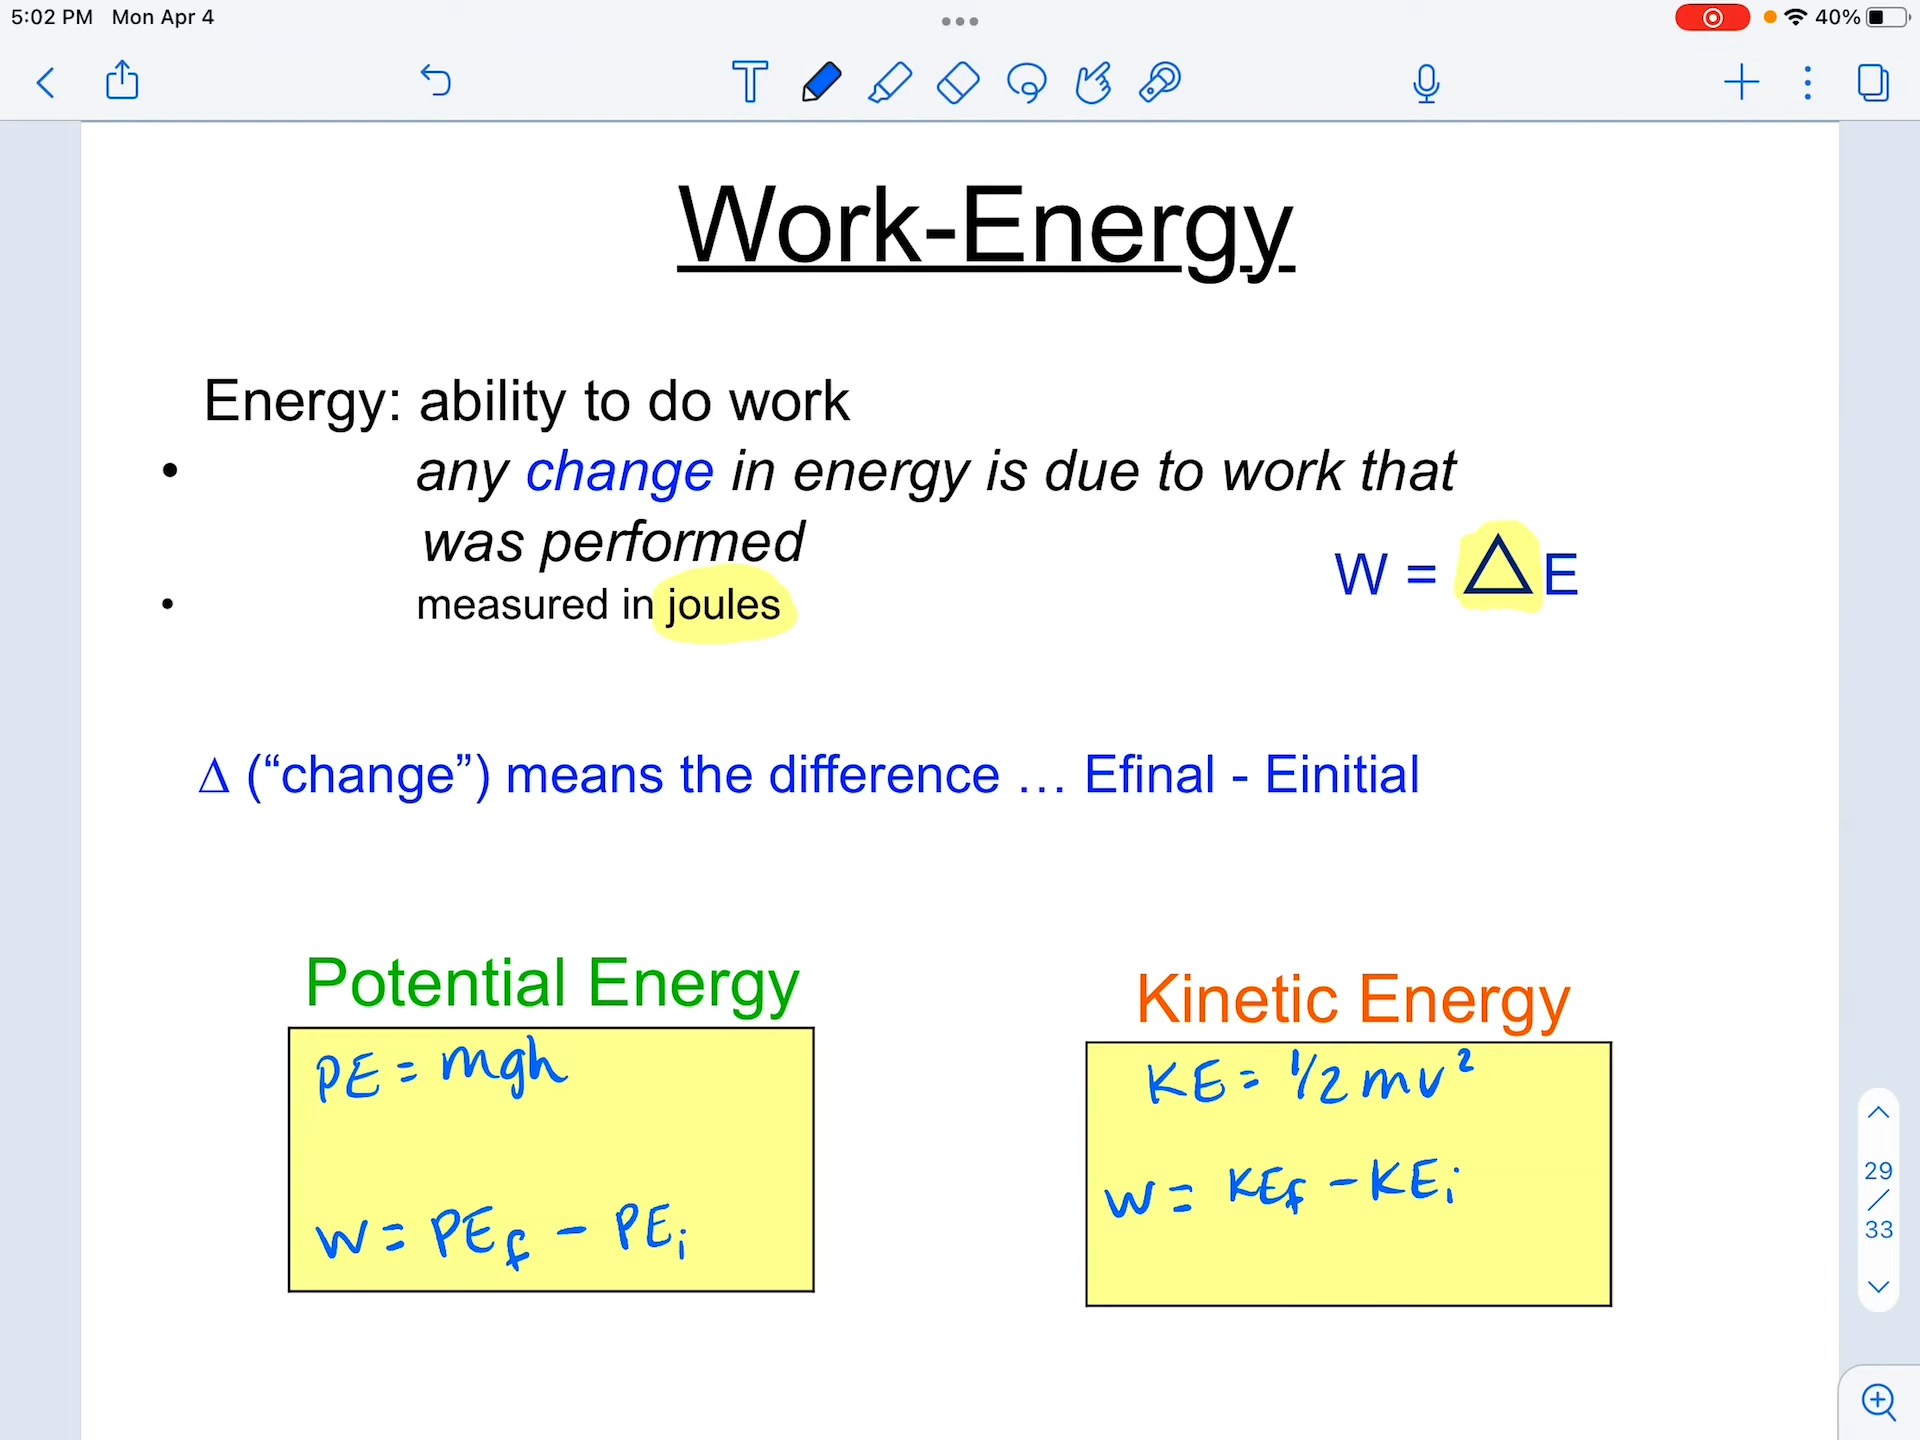 5:02 PM Mon Apr 4
40%
T
Work-Energy
Energy: ability to do work
• any change in energy is due to work that
was performed
W = △E
• measured in joules
Δ (“change”) means the difference … Efinal - Einitial
Potential Energy
PE = mgh
W = PEf - PEi
Kinetic Energy
KE = 1/2 mv²
W = KEf - KEi
29
/
33